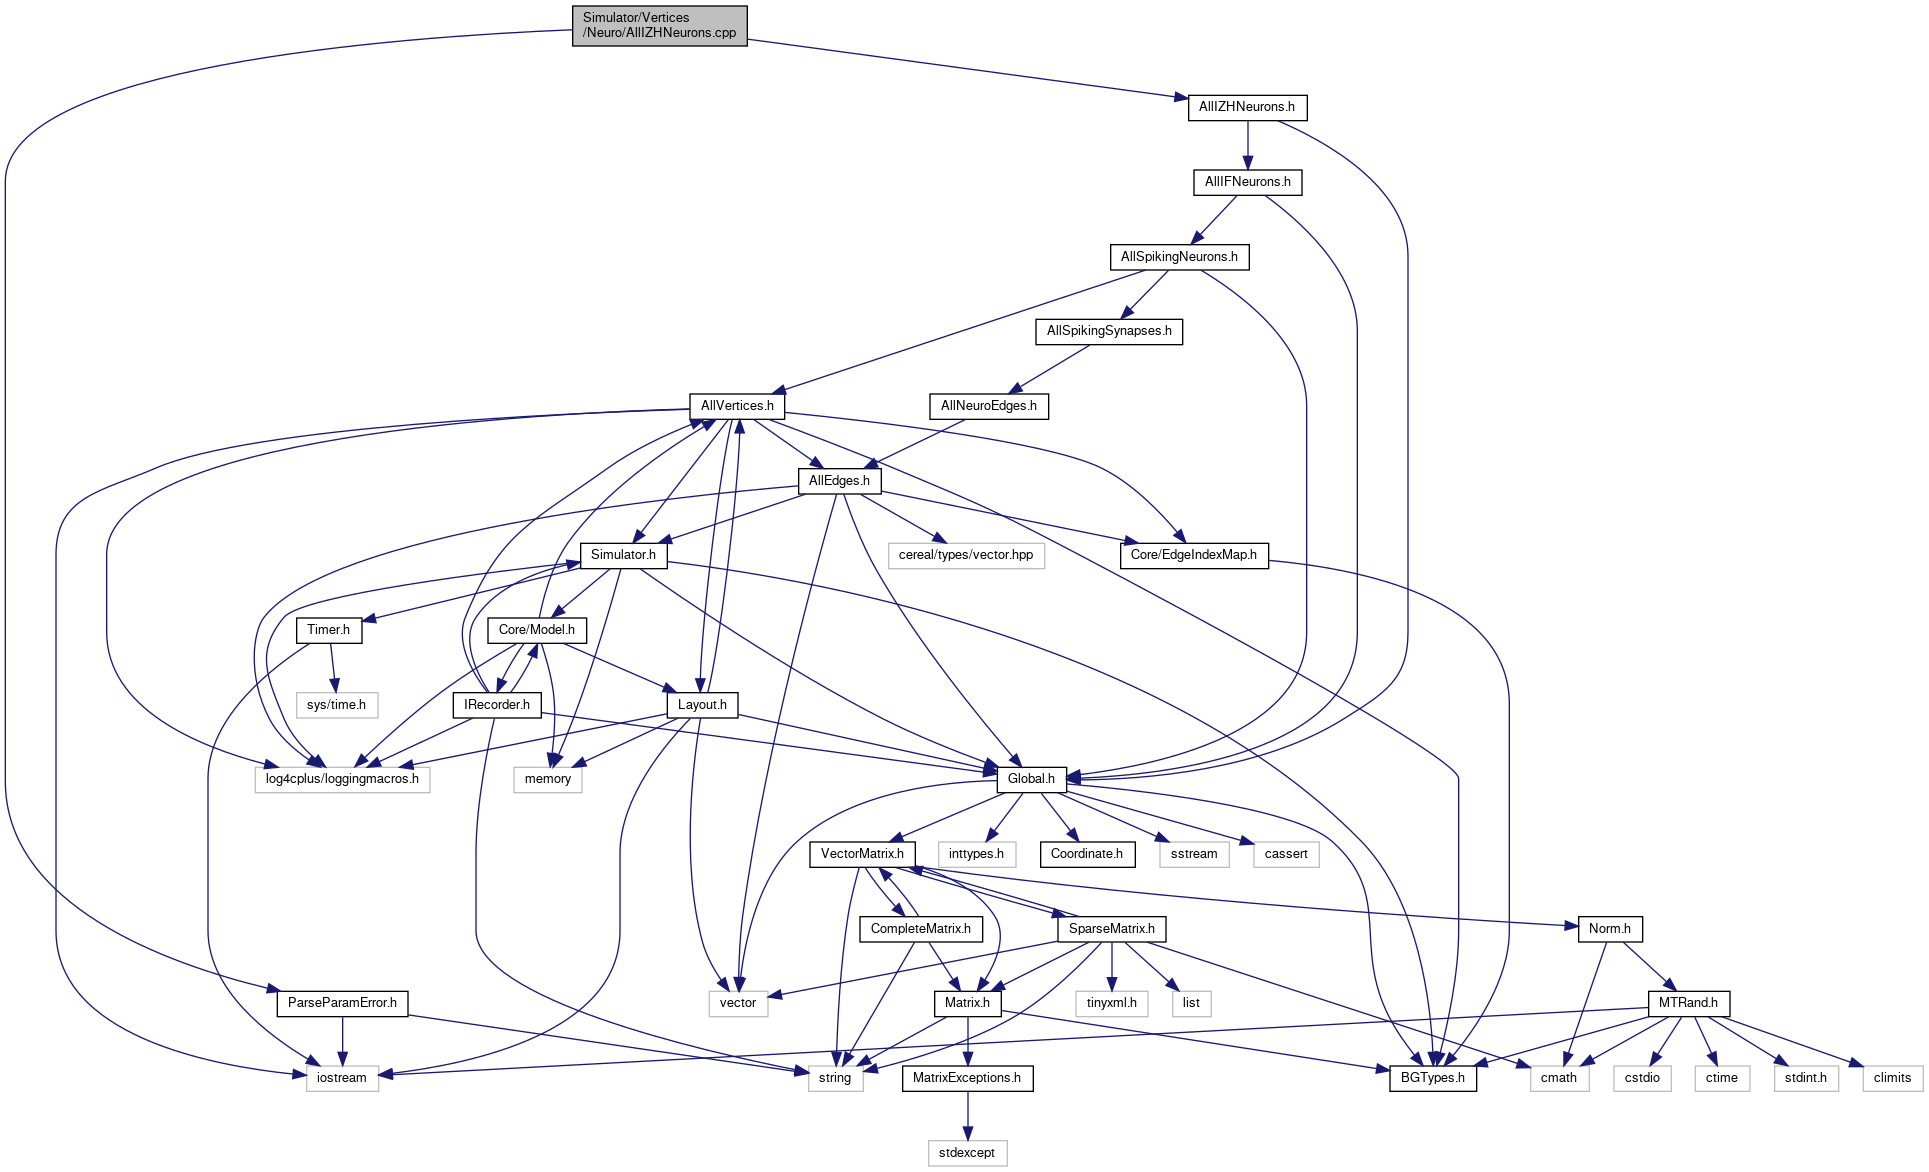 Simulator/Vertices
/Neuro/AllIZHNeurons.cpp
AllIZHNeurons.h
AllIFNeurons.h
AllSpikingNeurons.h
AllSpikingSynapses.h
AllVertices.h
AllNeuroEdges.h
AllEdges.h
Simulator.h
cereal/types/vector.hpp
Core/EdgeIndexMap.h
Timer.h
Core/Model.h
sys/time.h
IRecorder.h
Layout.h
log4cplus/loggingmacros.h
memory
Global.h
VectorMatrix.h
inttypes.h
Coordinate.h
sstream
cassert
CompleteMatrix.h
SparseMatrix.h
Norm.h
ParseParamError.h
vector
Matrix.h
tinyxml.h
list
MTRand.h
iostream
string
MatrixExceptions.h
BGTypes.h
cmath
cstdio
ctime
stdint.h
climits
stdexcept